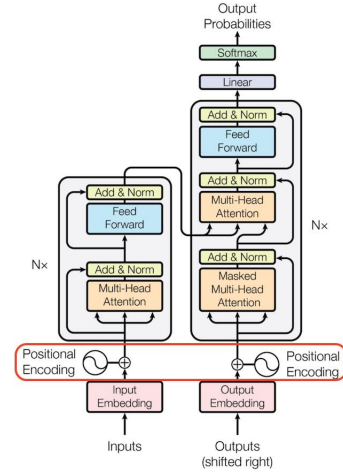 Output
Probabilities
Softmax
Linear
Add & Norm
Feed
Forward
Add & Norm
Multi-Head
Attention
Add & Norm
Masked
Multi-Head
Attention
Nx
Add & Norm
Feed
Forward
Nx
Add & Norm
Multi-Head
Attention
Positional
Encoding
Positional
Encoding
Input
Embedding
Output
Embedding
Inputs
Outputs
(shifted right)